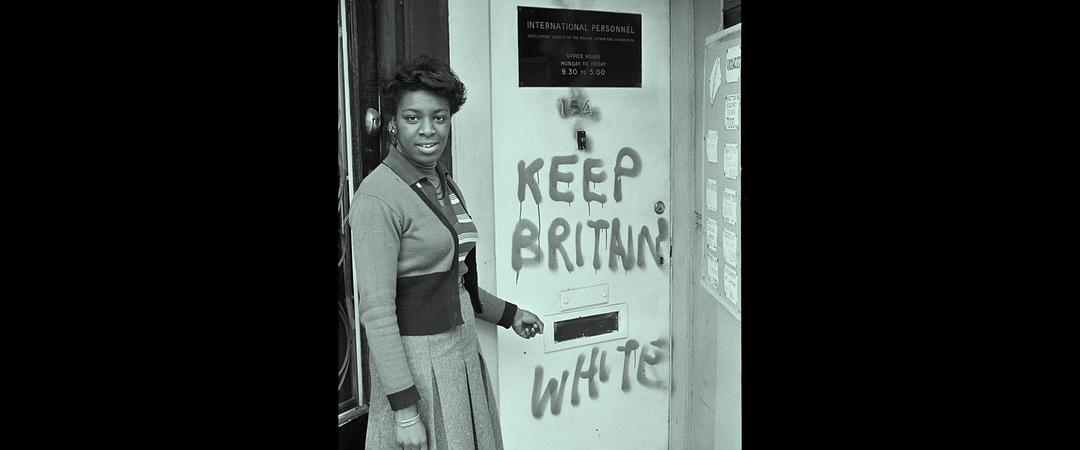 INTERNATIONAL PERSONNEL
EMPLOYMENT AGENCY OF THE MARTIN LUTHER KING FOUNDATION
OFFICE HOURS
MONDAY TO FRIDAY
9.30 to 5.00
154
KEEP
BRITAIN
WHITE